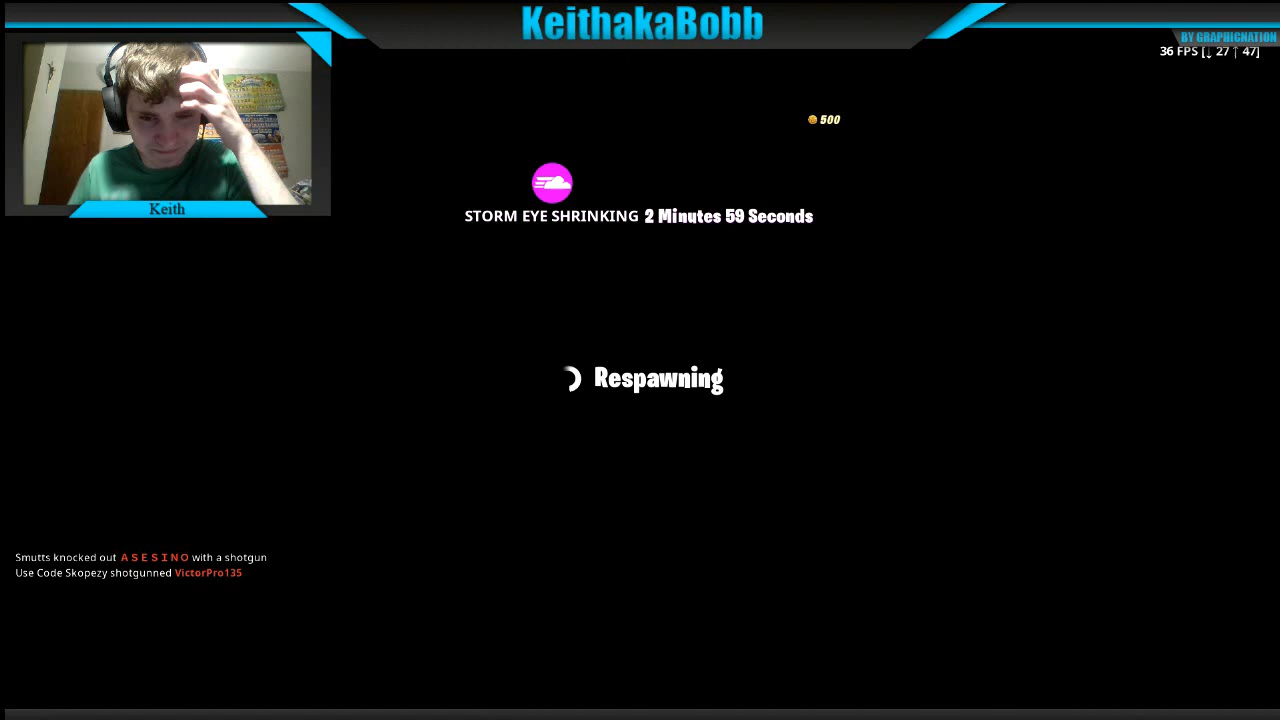 KeithakaBobb
BY GRAPHICNATION
36 FPS [↓ 27 ↑ 47]
500
Keith
STORM EYE SHRINKING 2 Minutes 59 Seconds
Respawning
Smutts knocked out A S E S I N O with a shotgun
Use Code Skopezy shotgunned VictorPro135